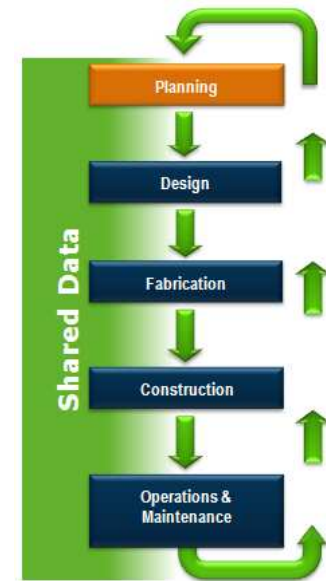 Planning
Design
Fabrication
Construction
Operations &
Maintenance
Shared Data